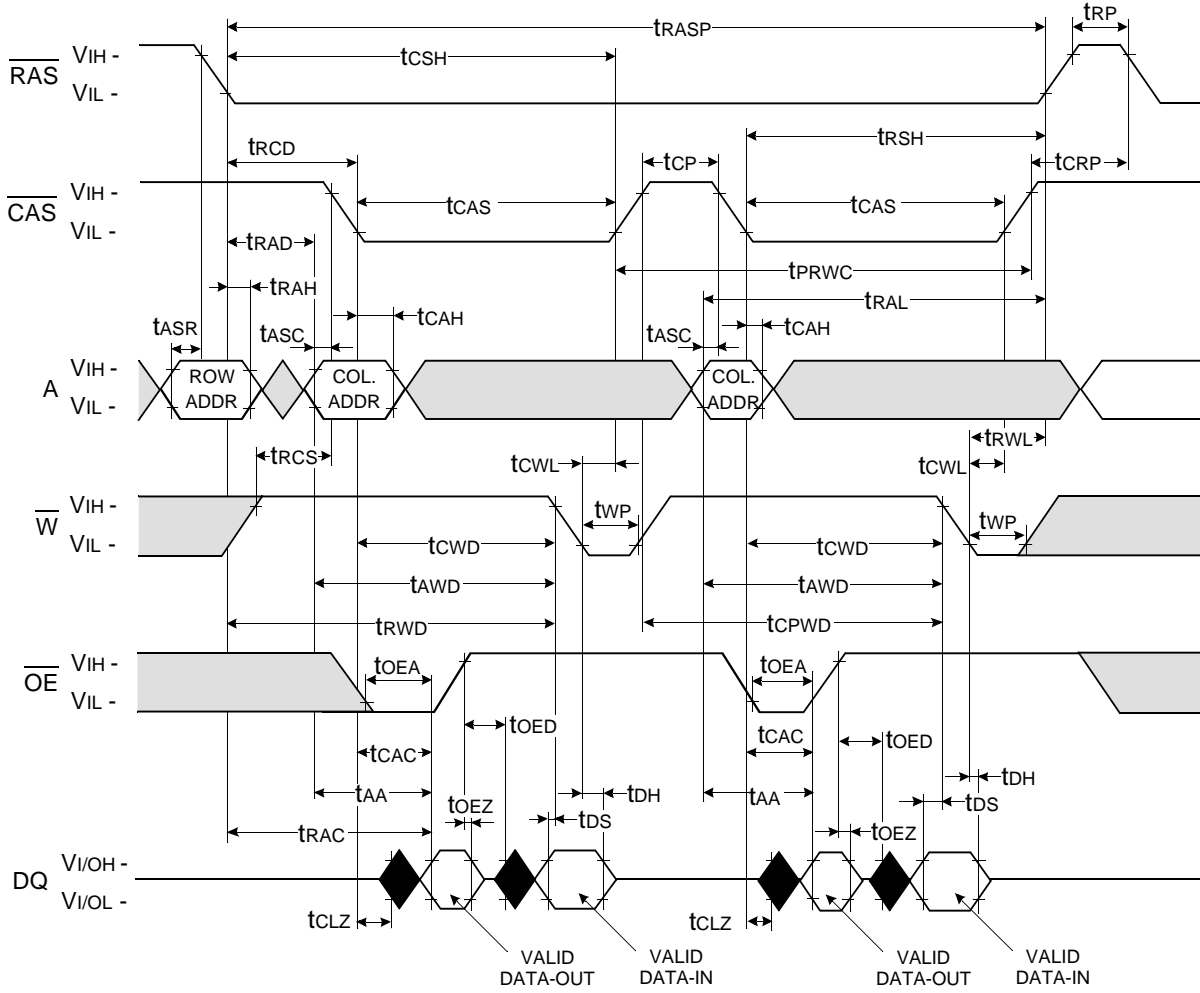 tRP
tRASP
tCSH
RAS
VIH -
VIL -
tRSH
tRCD
tCP
tCRP
CAS
VIH -
VIL -
tCAS
tCAS
tRAD
tPRWC
tRAH
tRAL
tCAH
tASR
tASC
tASC
tCAH
A
VIH -
VIL -
ROW
ADDR
COL.
ADDR
COL.
ADDR
tRWL
tRCS
tCWL
tCWL
W
VIH -
VIL -
tWP
tWP
tCWD
tCWD
tAWD
tAWD
tRWD
tCPWD
OE
VIH -
VIL -
tOEA
tOEA
tOED
tOED
tCAC
tCAC
tDH
tDH
tAA
tAA
tOEZ
tDS
tDS
tRAC
tOEZ
DQ
VI/OH -
VI/OL -
tCLZ
tCLZ
VALID
DATA-OUT
VALID
DATA-IN
VALID
DATA-OUT
VALID
DATA-IN